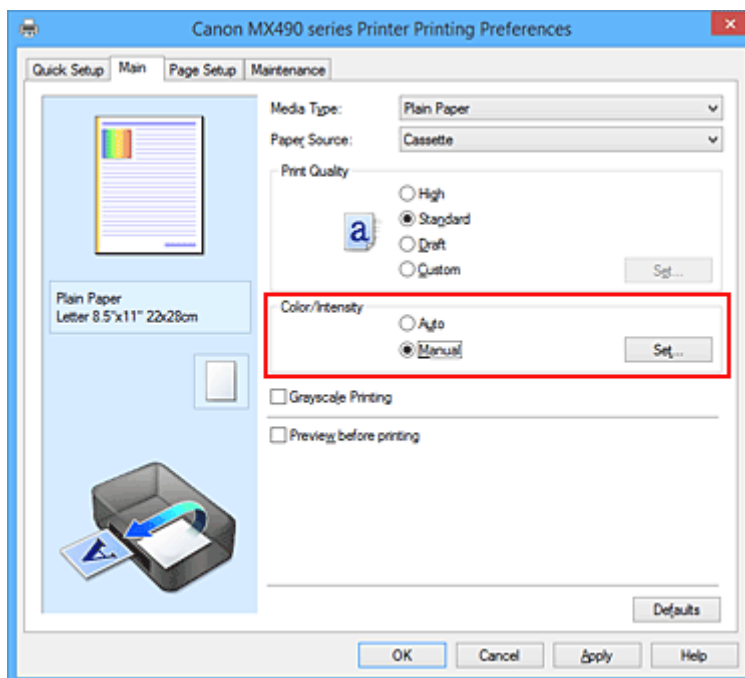 Canon MX490 series Printer Printing Preferences
Quick Setup Main Page Setup Maintenance
Media Type: Plain Paper
Paper Source: Cassette
Print Quality
High
Standard
Draft
Custom Set...
Plain Paper
Letter 8.5"x11" 22x28cm
Color/Intensity
Auto
Manual Set...
Grayscale Printing
Preview before printing
Defaults
OK Cancel Apply Help